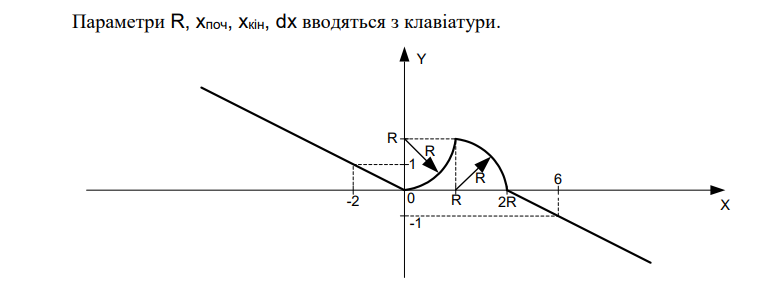 Параметри R, xпоч, xкін, dx вводяться з клавіатури.
Y
R
R
1
6
R
-2
0
R
2R
X
-1